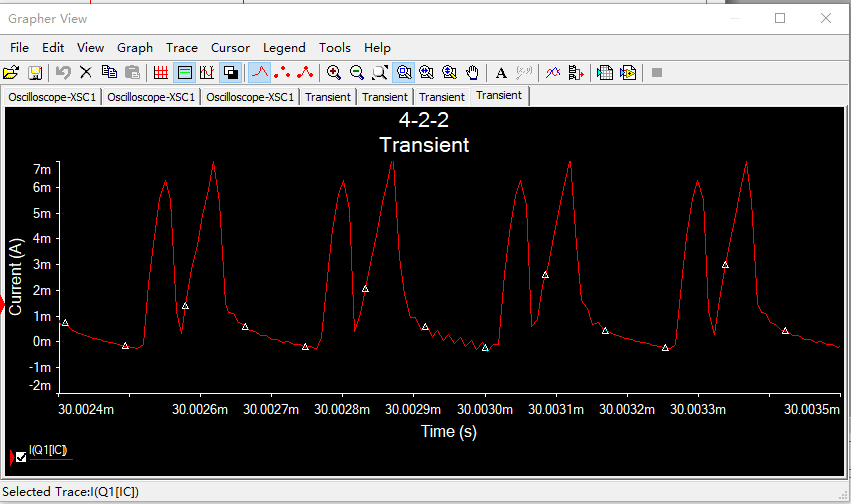 Grapher View
File Edit View Graph Trace Cursor Legend Tools Help
A (x,y)
Oscilloscope-XSC1 Oscilloscope-XSC1 Oscilloscope-XSC1 Transient Transient Transient Transient
4-2-2
Transient
7m
6m
5m
4m
3m
2m
1m
0m
-1m
-2m
Current (A)
30.0024m 30.0026m 30.0027m 30.0028m 30.0029m 30.0030m 30.0031m 30.0032m 30.0033m 30.0035m
Time (s)
I(Q1[IC])
Selected Trace:I(Q1[IC])